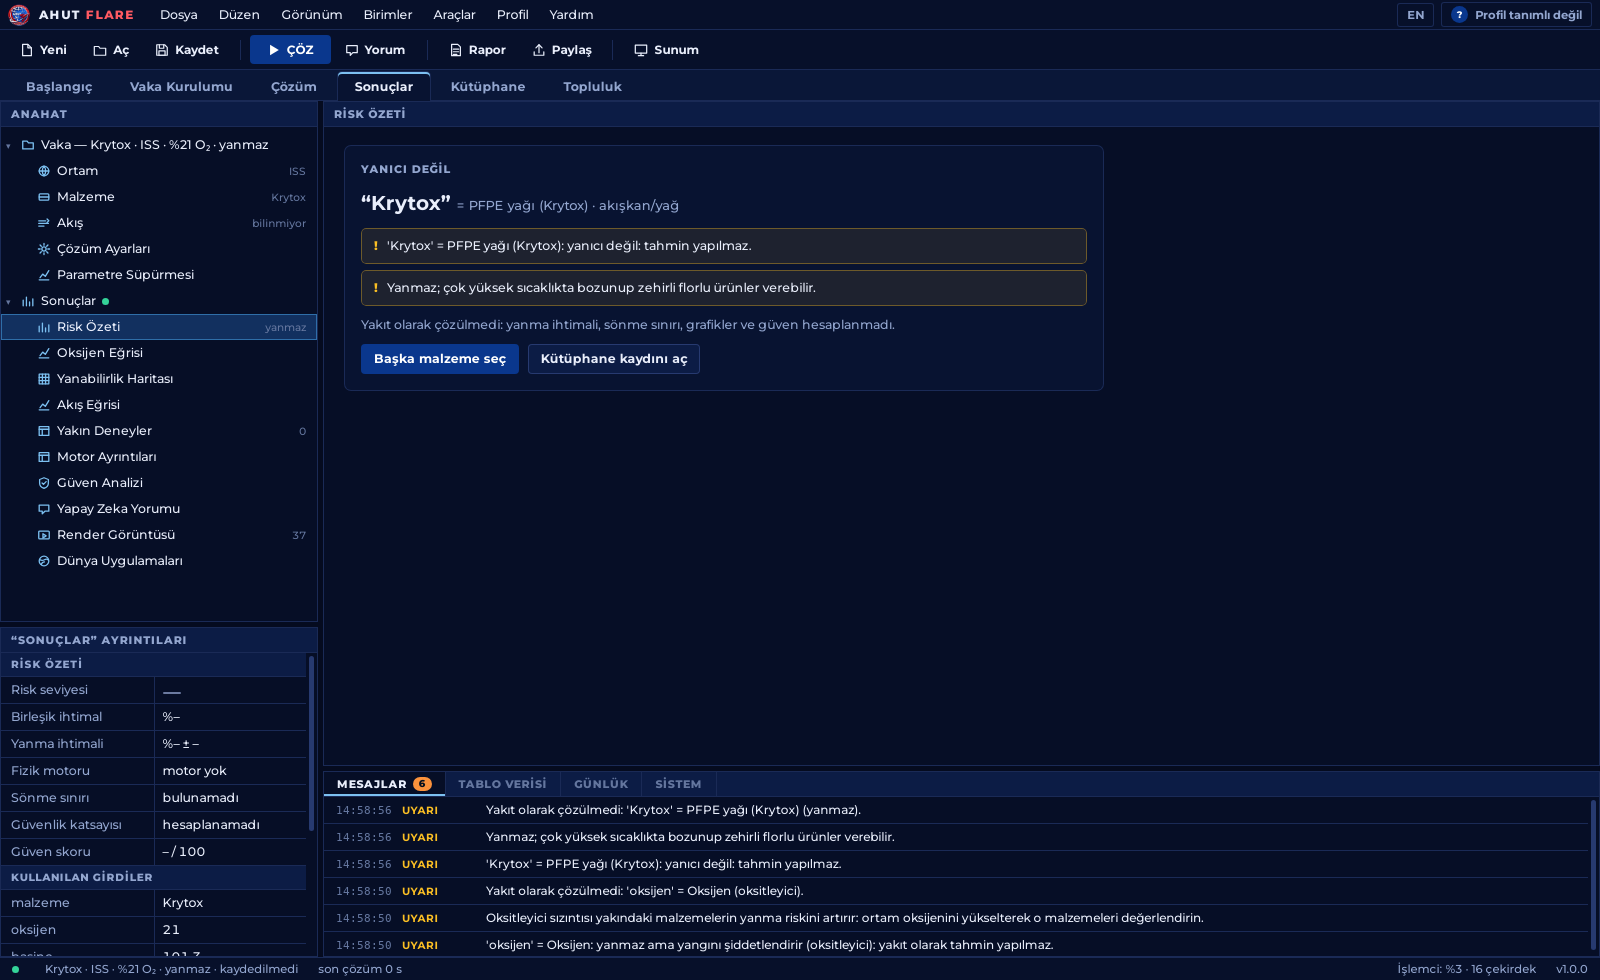 AHUT FLARE Dosya Düzen Görünüm Birimler Araçlar Profil Yardım EN ? Profil tanımlı değil
Yeni Aç Kaydet ÇÖZ Yorum Rapor Paylaş Sunum
Başlangıç Vaka Kurulumu Çözüm Sonuçlar Kütüphane Topluluk
ANAHAT
Vaka — Krytox · ISS · %21 O₂ · yanmaz
Ortam ISS
Malzeme Krytox
Akış bilinmiyor
Çözüm Ayarları
Parametre Süpürmesi
Sonuçlar
Risk Özeti yanmaz
Oksijen Eğrisi
Yanabilirlik Haritası
Akış Eğrisi
Yakın Deneyler 0
Motor Ayrıntıları
Güven Analizi
Yapay Zeka Yorumu
Render Görüntüsü 37
Dünya Uygulamaları
“SONUÇLAR” AYRINTILARI
RİSK ÖZETİ
Risk seviyesi —
Birleşik ihtimal %–
Yanma ihtimali %– ± –
Fizik motoru motor yok
Sönme sınırı bulunamadı
Güvenlik katsayısı hesaplanamadı
Güven skoru – / 100
KULLANILAN GİRDİLER
malzeme Krytox
oksijen 21
basınç 101.3
RİSK ÖZETİ
YANICI DEĞİL
“Krytox” = PFPE yağı (Krytox) · akışkan/yağ
! 'Krytox' = PFPE yağı (Krytox): yanıcı değil: tahmin yapılmaz.
! Yanmaz; çok yüksek sıcaklıkta bozunup zehirli florlu ürünler verebilir.
Yakıt olarak çözülmedi: yanma ihtimali, sönme sınırı, grafikler ve güven hesaplanmadı.
Başka malzeme seç Kütüphane kaydını aç
MESAJLAR 6 TABLO VERİSİ GÜNLÜK SİSTEM
14:58:56 UYARI Yakıt olarak çözülmedi: 'Krytox' = PFPE yağı (Krytox) (yanmaz).
14:58:56 UYARI Yanmaz; çok yüksek sıcaklıkta bozunup zehirli florlu ürünler verebilir.
14:58:56 UYARI 'Krytox' = PFPE yağı (Krytox): yanıcı değil: tahmin yapılmaz.
14:58:50 UYARI Yakıt olarak çözülmedi: 'oksijen' = Oksijen (oksitleyici).
14:58:50 UYARI Oksitleyici sızıntısı yakındaki malzemelerin yanma riskini artırır: ortam oksijenini yükselterek o malzemeleri değerlendirin.
14:58:50 UYARI 'oksijen' = Oksijen: yanmaz ama yangını şiddetlendirir (oksitleyici): yakıt olarak tahmin yapılmaz.
Krytox · ISS · %21 O₂ · yanmaz · kaydedilmedi son çözüm 0 s İşlemci: %3 · 16 çekirdek v1.0.0